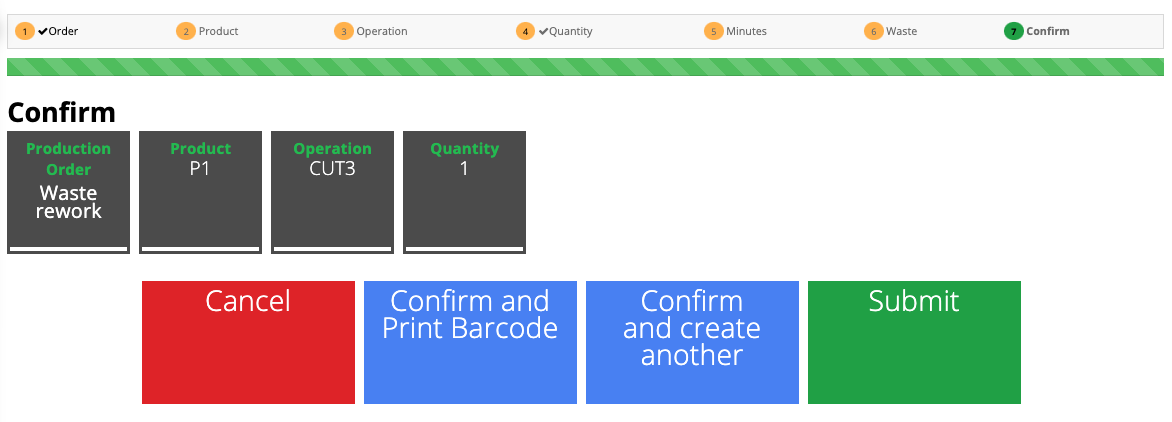 1 ✔Order 2 Product 3 Operation 4 ✔Quantity 5 Minutes 6 Waste 7 Confirm
Confirm
Production
Order
Waste
rework
Product
P1
Operation
CUT3
Quantity
1
Cancel
Confirm and
Print Barcode
Confirm
and create
another
Submit